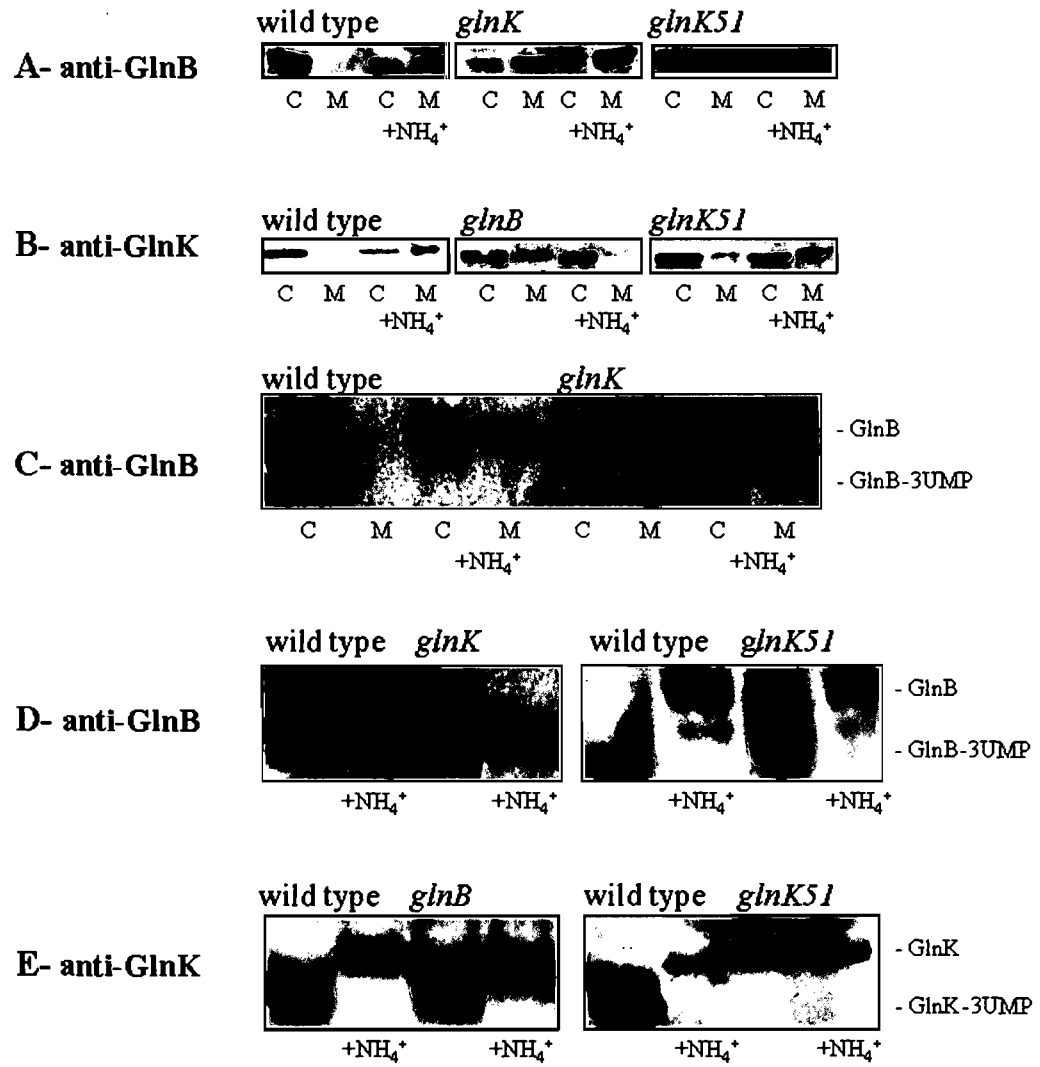 wild type glnK glnK51
A- anti-GlnB
C M C M C M C M C M C M
+NH₄⁺ +NH₄⁺ +NH₄⁺
wild type glnB glnK51
B- anti-GlnK
C M C M C M C M C M C M
+NH₄⁺ +NH₄⁺ +NH₄⁺
wild type glnK
- GlnB
C- anti-GlnB
- GlnB-3UMP
C M C M C M C M
+NH₄⁺ +NH₄⁺
wild type glnK wild type glnK51
- GlnB
D- anti-GlnB
- GlnB-3UMP
+NH₄⁺ +NH₄⁺ +NH₄⁺ +NH₄⁺
wild type glnB wild type glnK51
- GlnK
E- anti-GlnK
- GlnK-3UMP
+NH₄⁺ +NH₄⁺ +NH₄⁺ +NH₄⁺